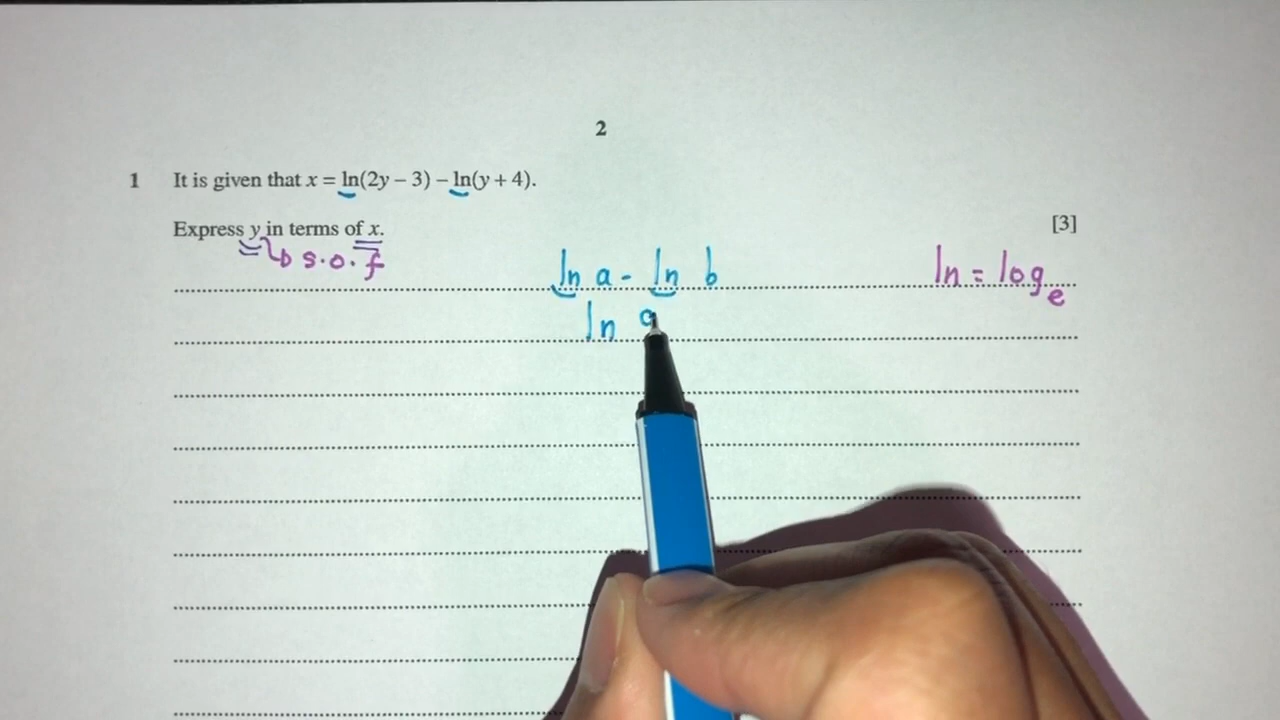 2
1 It is given that x = ln(2y – 3) – ln(y + 4).
Express y in terms of x. [3]
s.o.f
ln a - ln b
ln = log e
ln a